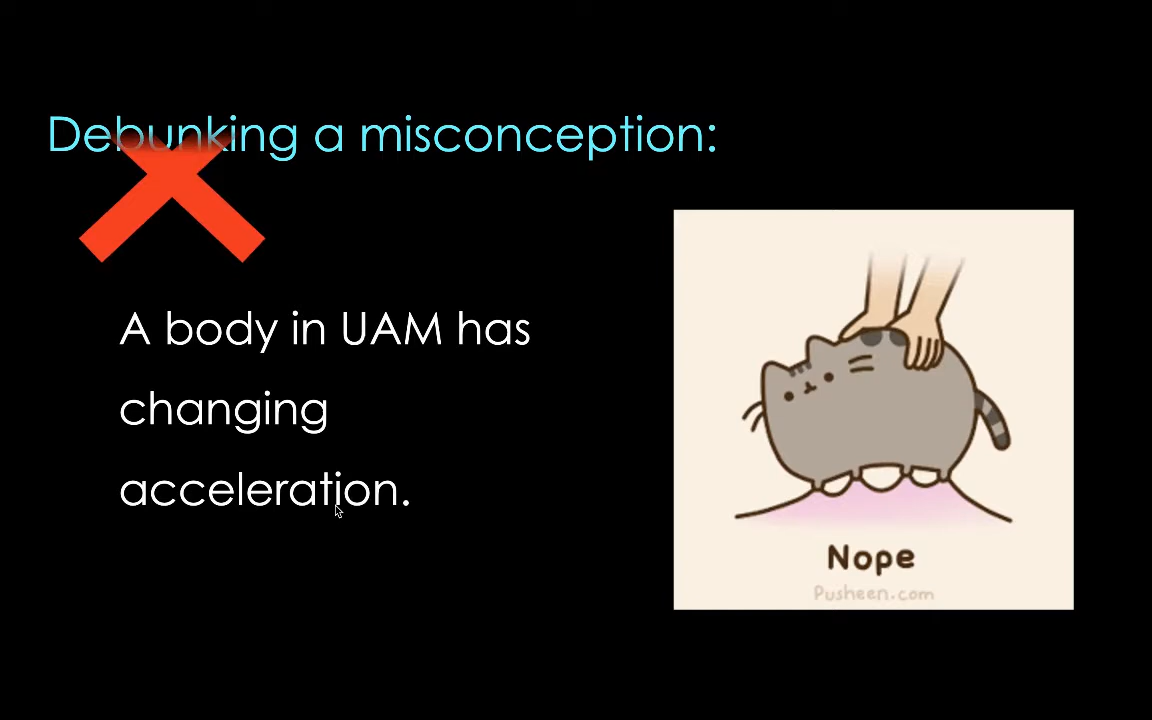 Debunking a misconception:
A body in UAM has
changing
acceleration.
Nope
Pusheen.com